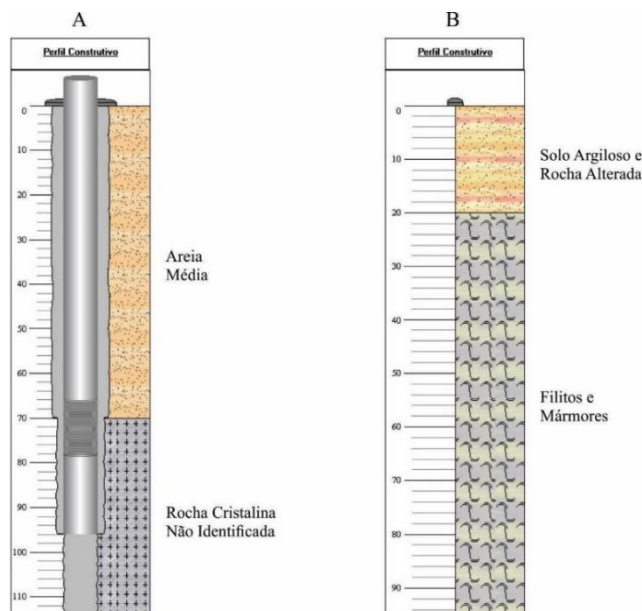 A
Perfil Construtivo
0
10
20
30
40
50
60
70
80
90
100
110
Areia
Média
Rocha Cristalina
Não Identificada
B
Perfil Construtivo
0
10
20
30
40
50
60
70
80
90
Solo Argiloso e
Rocha Alterada
Filitos e
Mármores